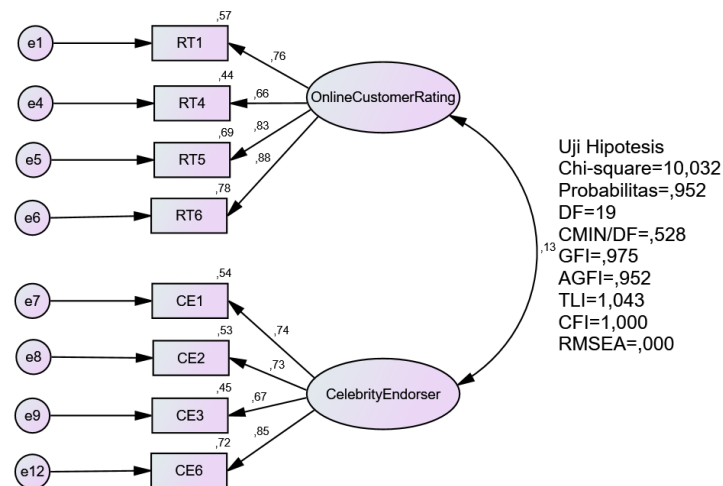 ,57
e1
RT1
,76
,44
e4
RT4
,66
OnlineCustomerRating
,69
,83
e5
RT5
,88
,78
e6
RT6
Uji Hipotesis
Chi-square=10,032
Probabilitas=,952
DF=19
CMIN/DF=,528
GFI=,975
AGFI=,952
TLI=1,043
CFI=1,000
RMSEA=,000
,13
,54
e7
CE1
,74
,53
e8
CE2
,73
,45
e9
CE3
,67
CelebrityEndorser
,72
,85
e12
CE6